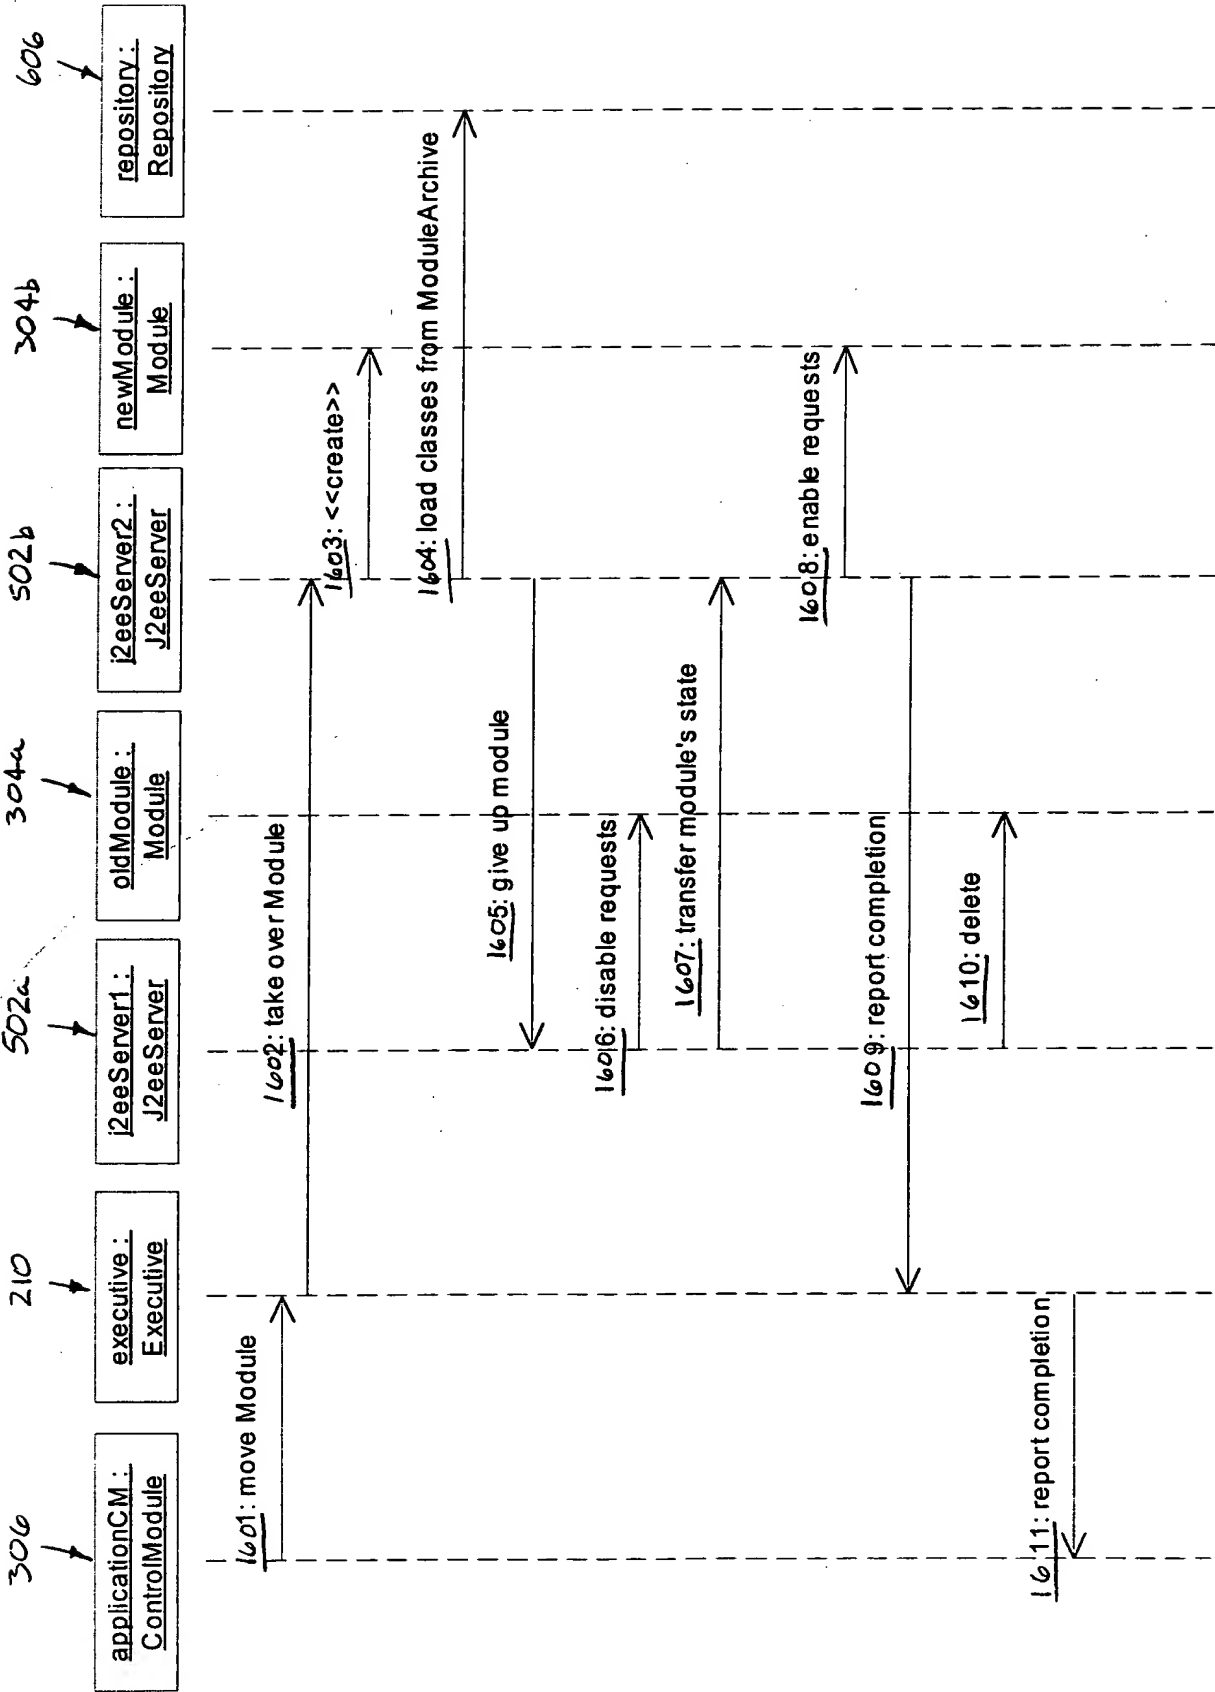 306
210
502a
304a
502b
304b
606
applicationCM :
ControlModule
executive :
Executive
j2eeServer1 :
J2eeServer
oldModule :
Module
j2eeServer2 :
J2eeServer
newModule :
Module
repository :
Repository
1601: move Module
1602: take over Module
1603: <<create>>
1604: load classes from ModuleArchive
1605: give up module
1606: disable requests
1607: transfer module's state
1608: enable requests
1609: report completion
1610: delete
1611: report completion